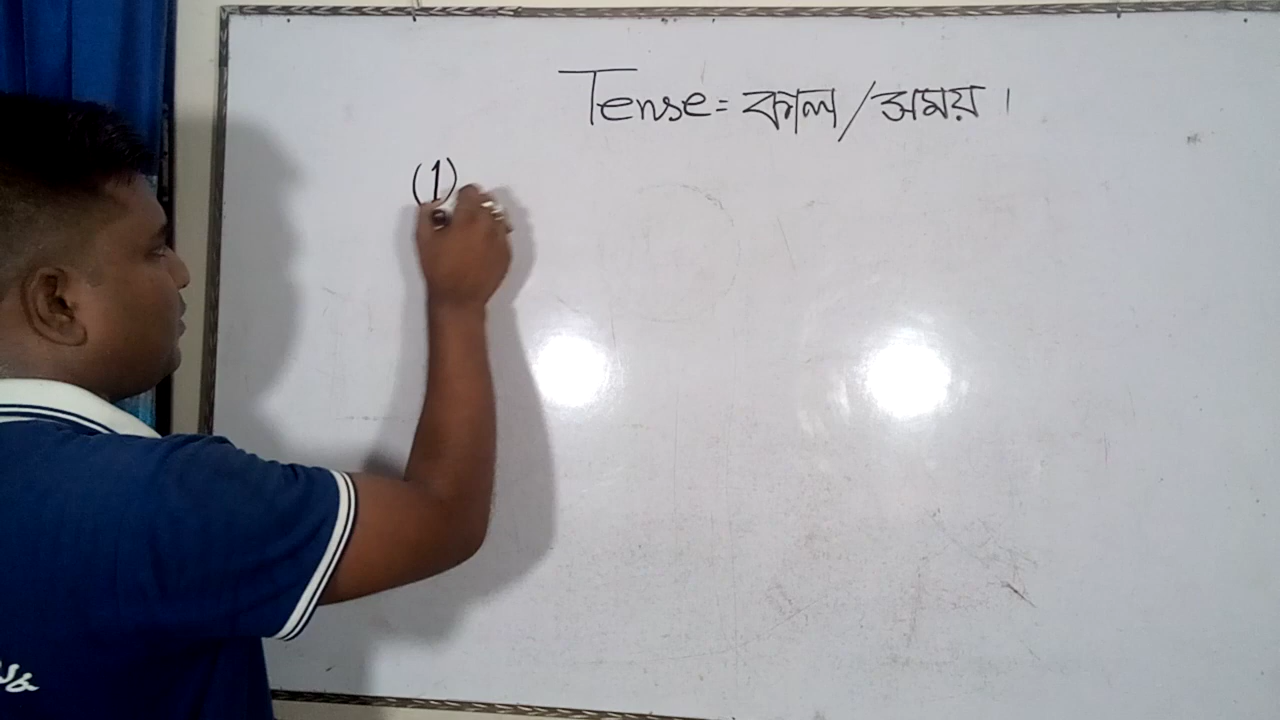 Tense = কাল / সময় ।
(1)